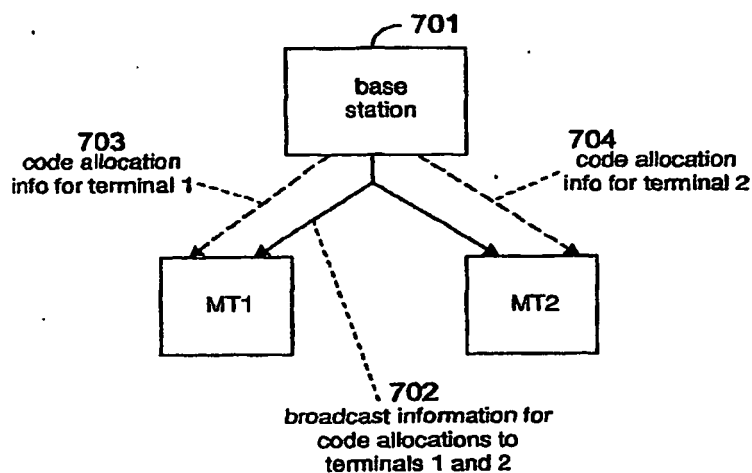 701
base
station
703
code allocation
info for terminal 1
704
code allocation
info for terminal 2
MT1
MT2
702
broadcast information for
code allocations to
terminals 1 and 2